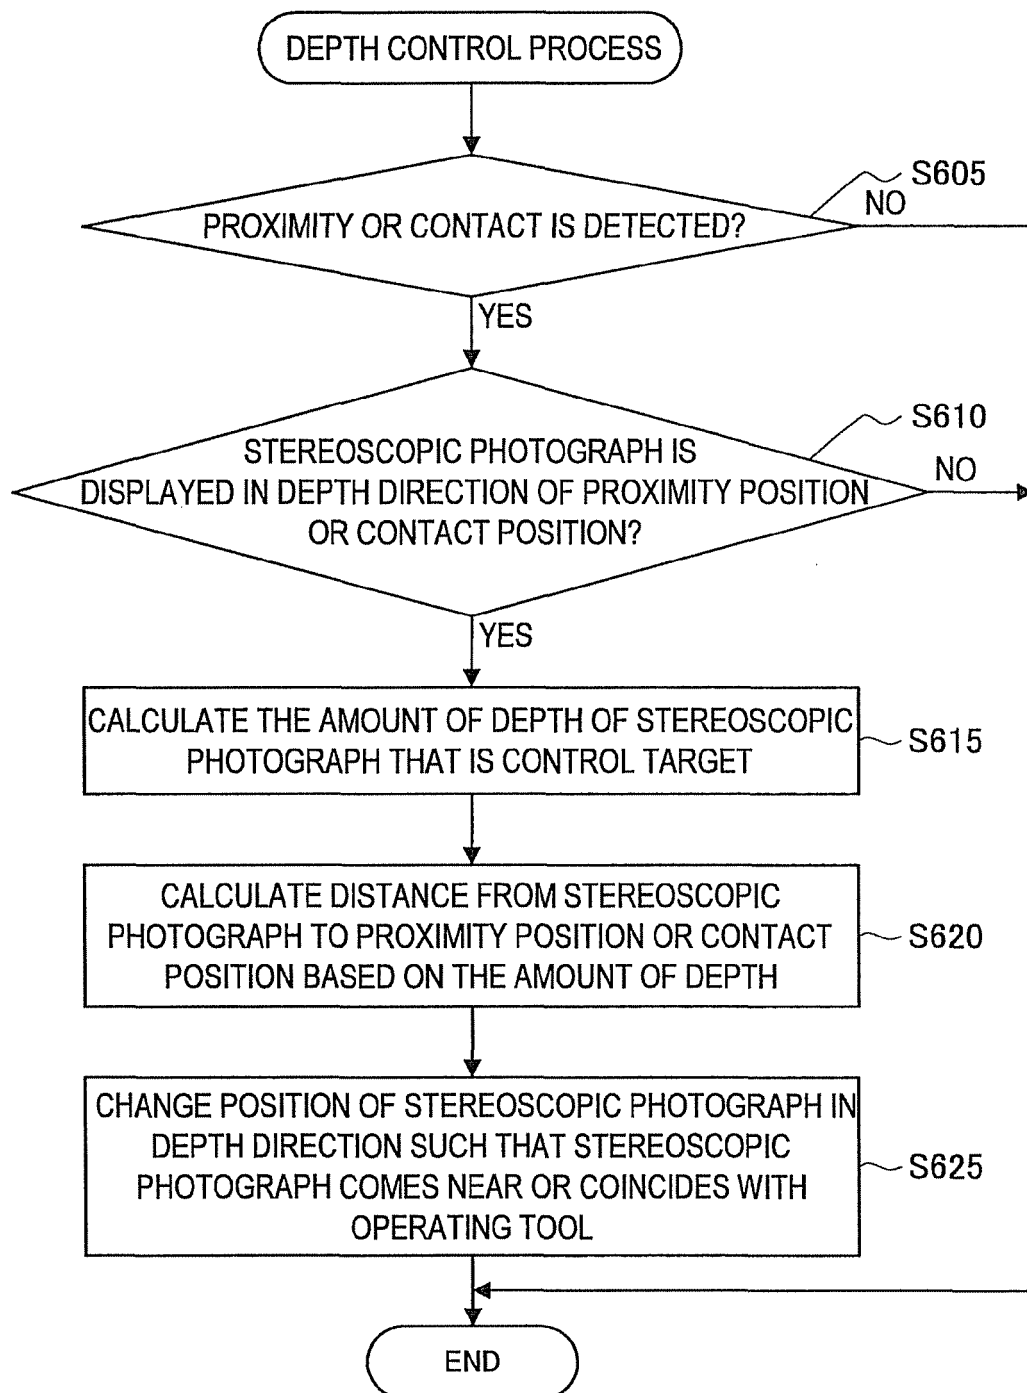 DEPTH CONTROL PROCESS
S605
NO
PROXIMITY OR CONTACT IS DETECTED?
YES
S610
NO
STEREOSCOPIC PHOTOGRAPH IS
DISPLAYED IN DEPTH DIRECTION OF PROXIMITY POSITION
OR CONTACT POSITION?
YES
CALCULATE THE AMOUNT OF DEPTH OF STEREOSCOPIC
PHOTOGRAPH THAT IS CONTROL TARGET
S615
CALCULATE DISTANCE FROM STEREOSCOPIC
PHOTOGRAPH TO PROXIMITY POSITION OR CONTACT
POSITION BASED ON THE AMOUNT OF DEPTH
S620
CHANGE POSITION OF STEREOSCOPIC PHOTOGRAPH IN
DEPTH DIRECTION SUCH THAT STEREOSCOPIC
PHOTOGRAPH COMES NEAR OR COINCIDES WITH
OPERATING TOOL
S625
END